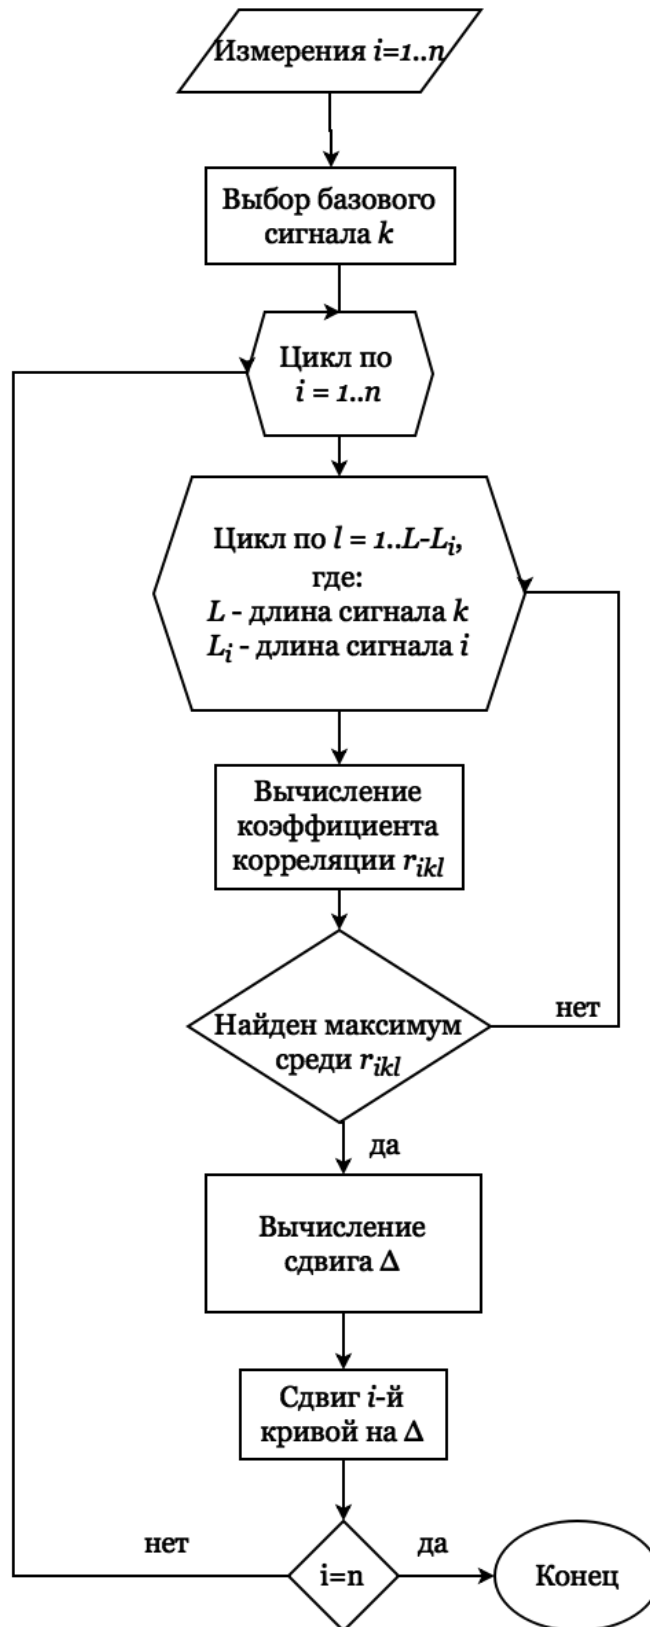 Измерения i=1..n
Выбор базового
сигнала k
Цикл по
i = 1..n
Цикл по l = 1..L-Li,
где:
L - длина сигнала k
Li - длина сигнала i
Вычисление
коэффициента
корреляции rikl
Найден максимум
среди rikl
нет
да
Вычисление
сдвига Δ
Сдвиг i-й
кривой на Δ
нет
i=n
да
Конец